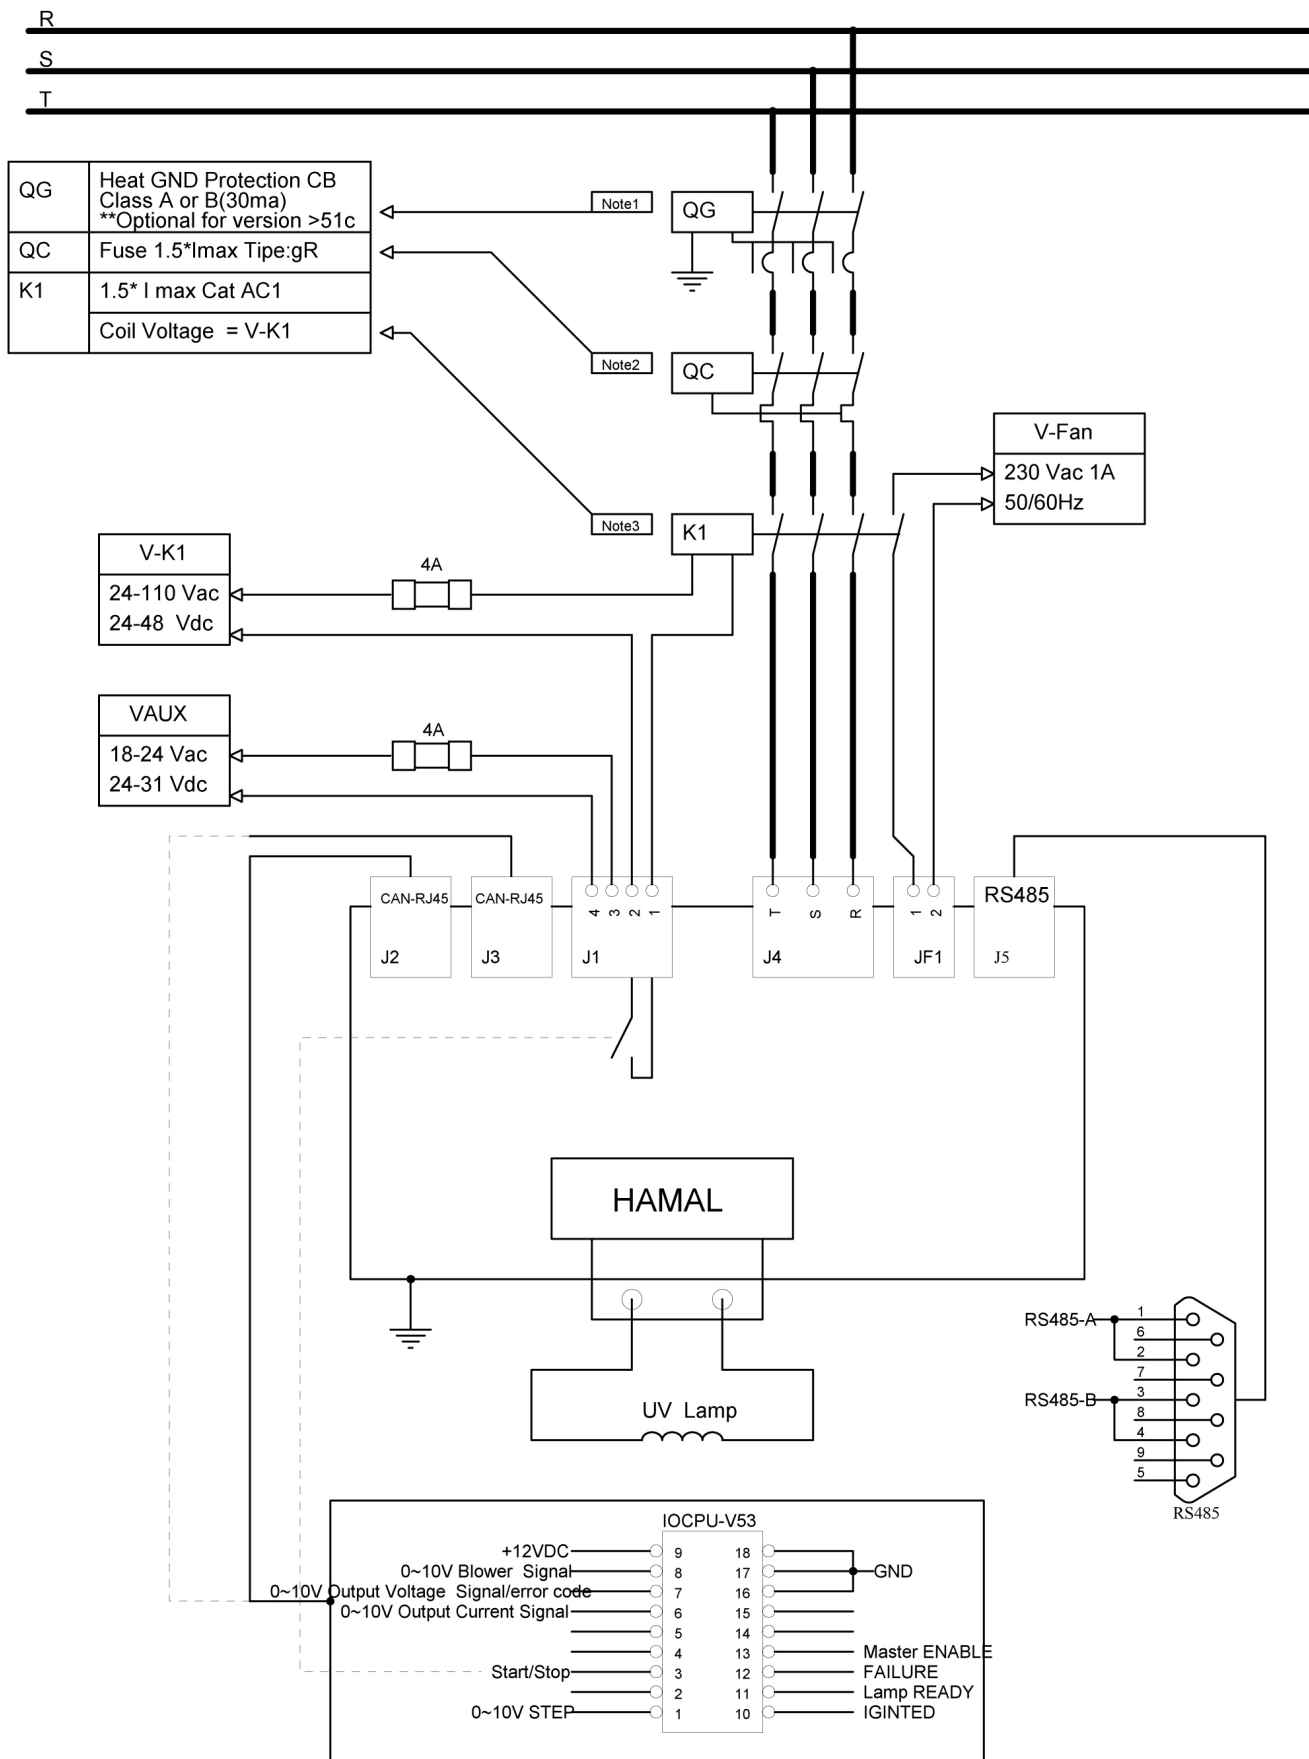 R
S
T
QG
Heat GND Protection CB
Class A or B(30ma)
**Optional for version >51c
QC
Fuse 1.5*Imax Tipe:gR
K1
1.5* I max Cat AC1
Coil Voltage = V-K1
Note1
QG
Note2
QC
V-Fan
230 Vac 1A
50/60Hz
Note3
K1
V-K1
24-110 Vac
24-48 Vdc
4A
VAUX
18-24 Vac
24-31 Vdc
4A
CAN-RJ45
J2
CAN-RJ45
J3
4 3 2 1
J1
T S R
J4
1 2
JF1
RS485
J5
HAMAL
UV Lamp
RS485-A
RS485-B
1
6
2
7
3
8
4
9
5
RS485
IOCPU-V53
+12VDC 9 18
0~10V Blower Signal 8 17 GND
0~10V Output Voltage Signal/error code 7 16
0~10V Output Current Signal 6 15
5 14
4 13 Master ENABLE
Start/Stop 3 12 FAILURE
2 11 Lamp READY
0~10V STEP 1 10 IGINTED